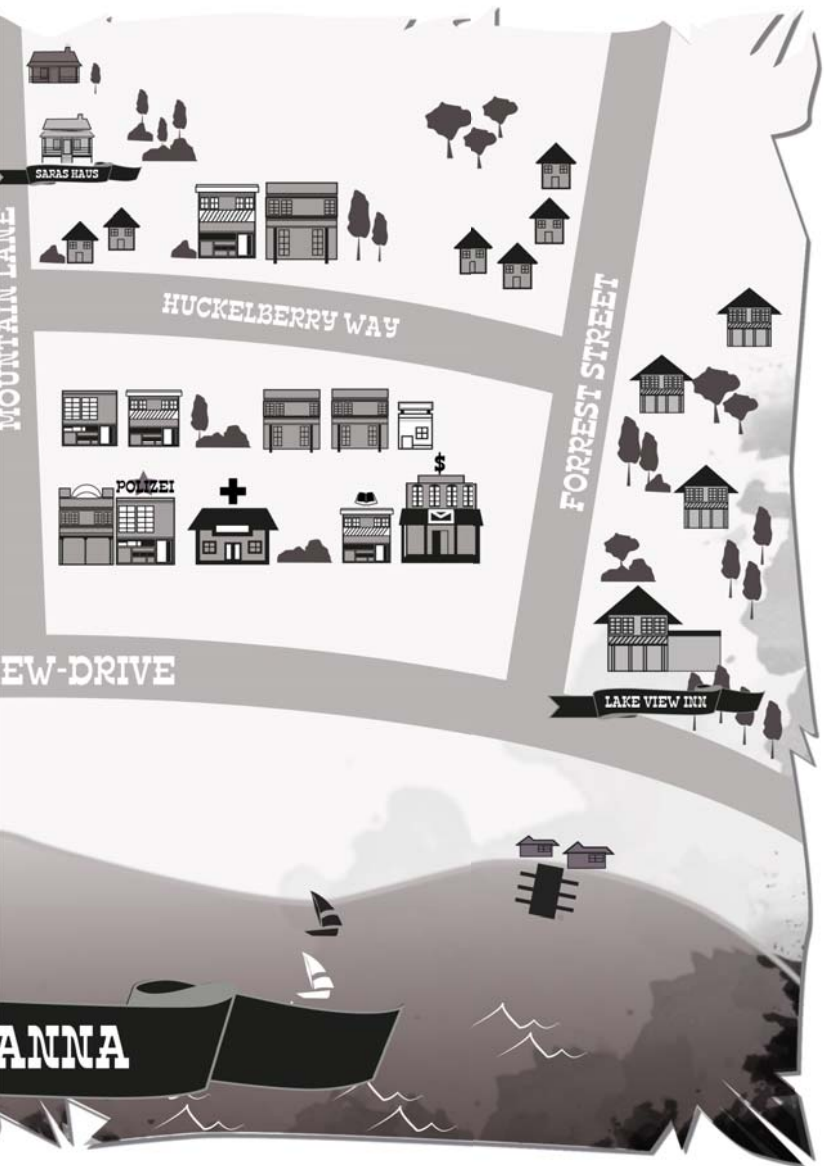 SARAS HAUS
MOUNTAIN LANE
HUCKELBERRY WAY
FORREST STREET
$
POLIZEI
EW-DRIVE
LAKE VIEW INN
ANNA